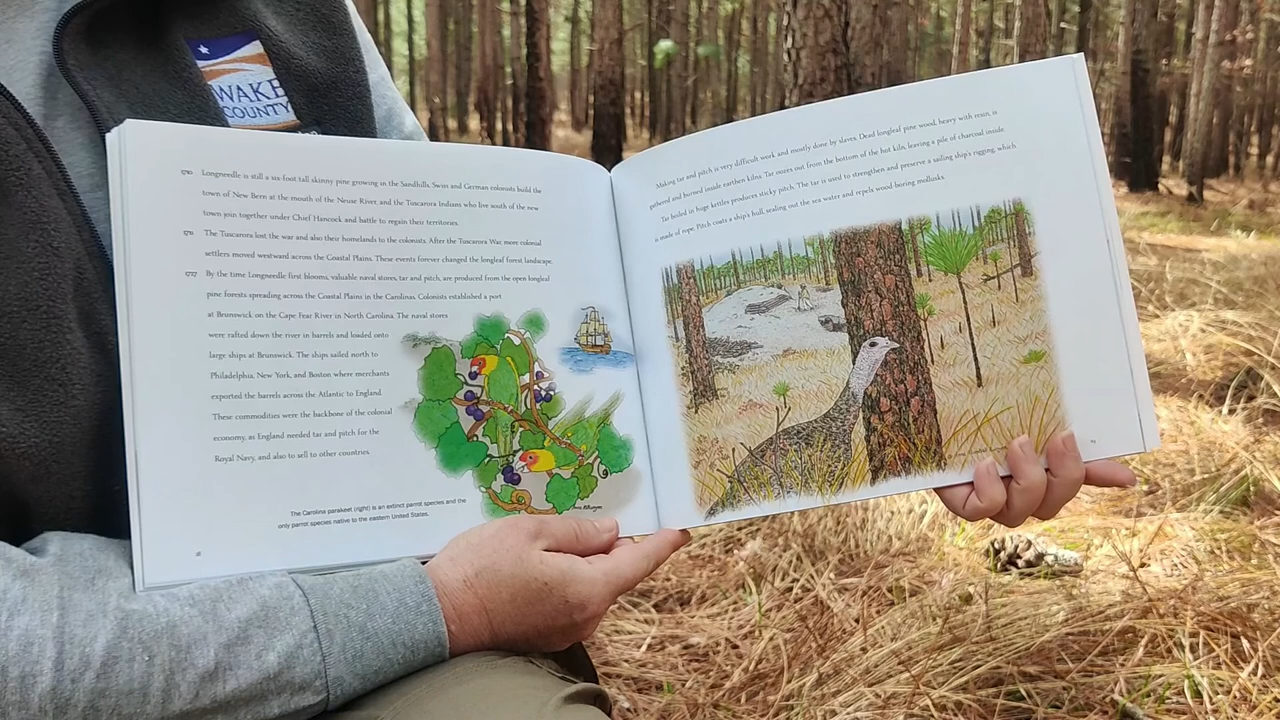 WAKE
COUNTY
1710 Longneedle is still a six-foot tall skinny pine growing in the Sandhills. Swiss and German colonists build the
town of New Bern at the mouth of the Neuse River, and the Tuscarora Indians who live south of the new
town join together under Chief Hancock and battle to regain their territories.
The Tuscarora lost the war and also their homelands to the colonists. After the Tuscarora War, more colonial
settlers moved westward across the Coastal Plains. These events forever changed the longleaf forest landscape.
1727 By the time Longneedle first blooms, valuable naval stores, tar and pitch, are produced from the open longleaf
pine forests spreading across the Coastal Plains in the Carolinas. Colonists established a port
at Brunswick on the Cape Fear River in North Carolina. The naval stores
were rafted down the river in barrels and loaded onto
large ships at Brunswick. The ships sailed north to
Philadelphia, New York, and Boston where merchants
exported the barrels across the Atlantic to England.
These commodities were the backbone of the colonial
economy, as England needed tar and pitch for the
Royal Navy, and also to sell to other countries.
The Carolina parakeet (right) is an extinct parrot species and the
only parrot species native to the eastern United States.
Making tar and pitch is very difficult work and mostly done by slaves. Dead longleaf pine wood, heavy with resin, is
gathered and burned inside earthen kilns. Tar oozes out from the bottom of the hot kiln, leaving a pile of charcoal inside.
Tar boiled in huge kettles produces sticky pitch. The tar is used to strengthen and preserve a sailing ship's rigging, which
is made of rope. Pitch coats a ship's hull, sealing out the sea water and repels wood-boring mollusks.